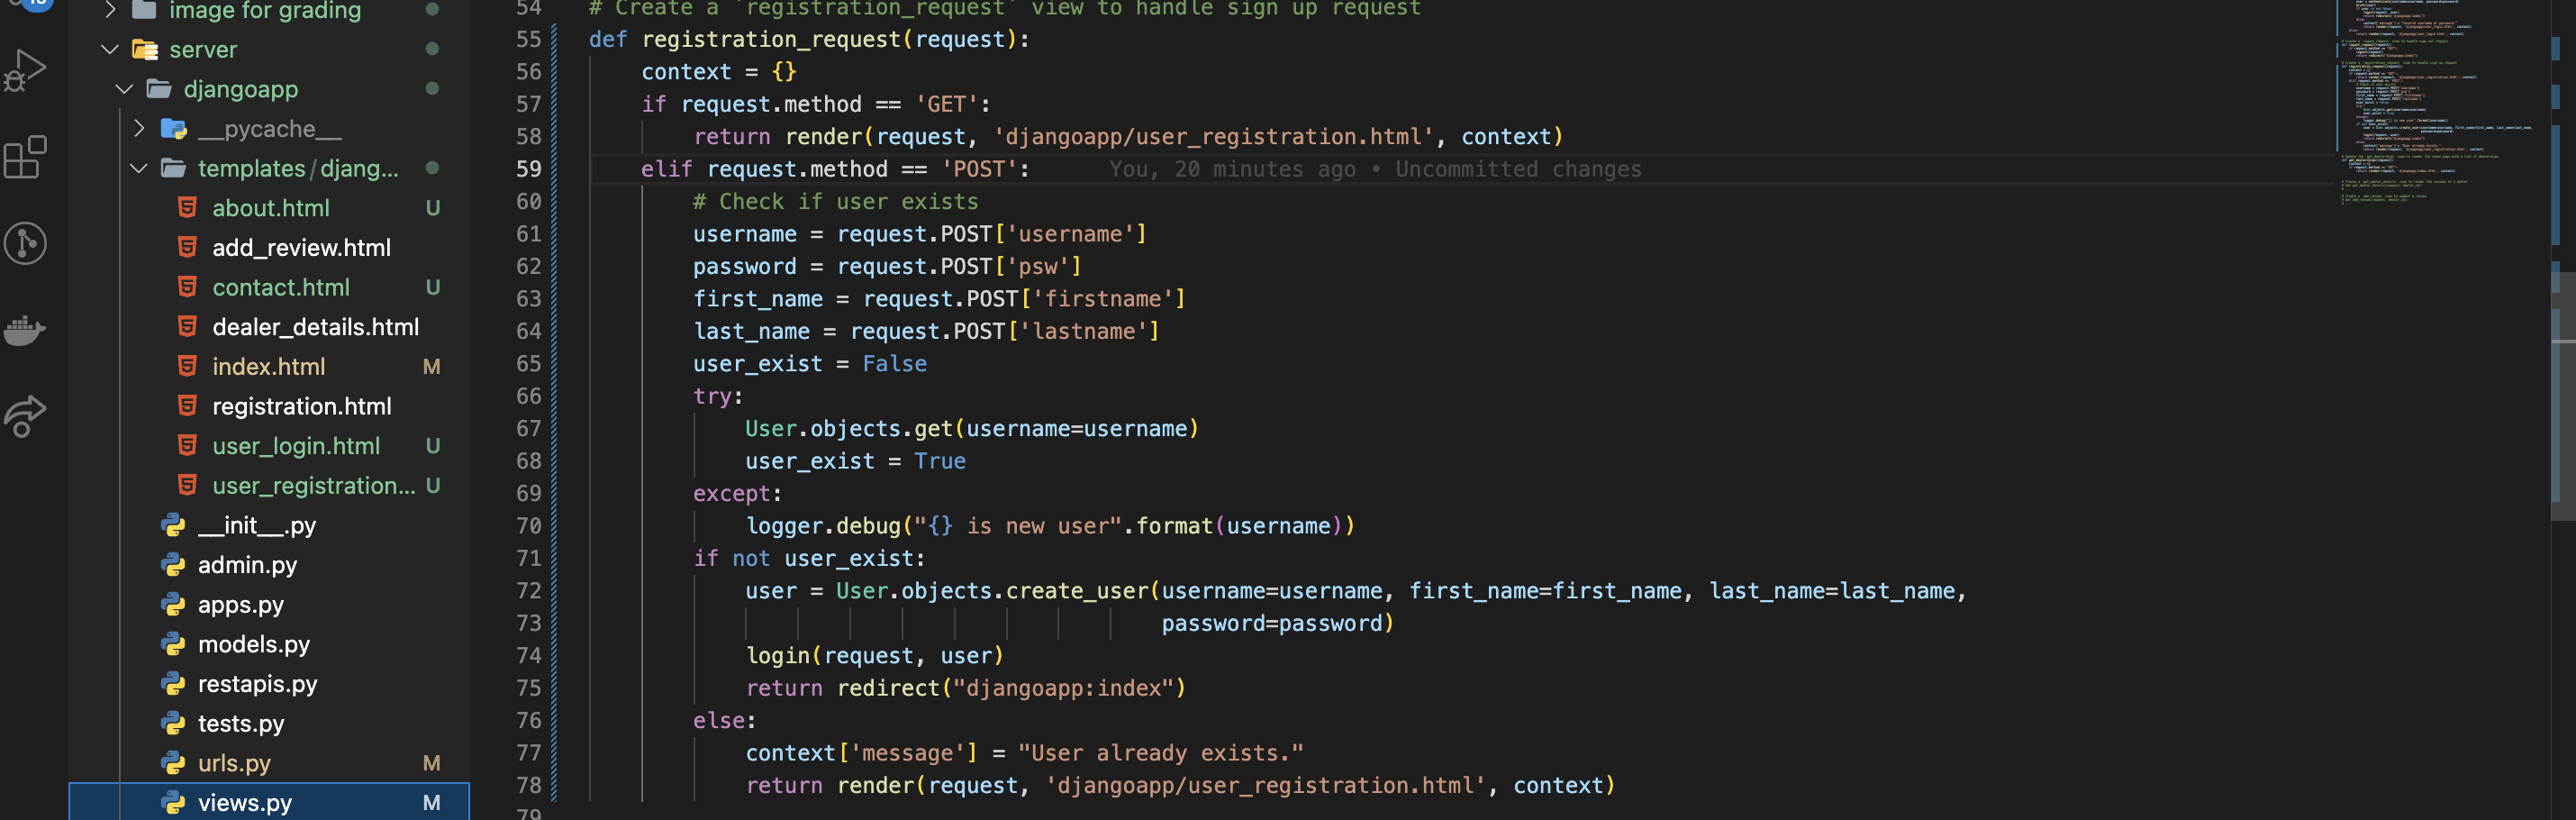 image for grading
server
djangoapp
__pycache__
templates/djang...
about.html U
add_review.html
contact.html U
dealer_details.html
index.html M
registration.html
user_login.html U
user_registration... U
__init__.py
admin.py
apps.py
models.py
restapis.py
tests.py
urls.py M
views.py M
54 # Create a `registration_request` view to handle sign up request
55 def registration_request(request):
56 context = {}
57 if request.method == 'GET':
58 return render(request, 'djangoapp/user_registration.html', context)
59 elif request.method == 'POST': You, 20 minutes ago • Uncommitted changes
60 # Check if user exists
61 username = request.POST['username']
62 password = request.POST['psw']
63 first_name = request.POST['firstname']
64 last_name = request.POST['lastname']
65 user_exist = False
66 try:
67 User.objects.get(username=username)
68 user_exist = True
69 except:
70 logger.debug("{} is new user".format(username))
71 if not user_exist:
72 user = User.objects.create_user(username=username, first_name=first_name, last_name=last_name,
73 password=password)
74 login(request, user)
75 return redirect("djangoapp:index")
76 else:
77 context['message'] = "User already exists."
78 return render(request, 'djangoapp/user_registration.html', context)
79